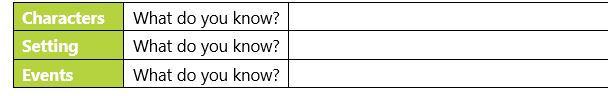 Characters What do you know?
Setting What do you know?
Events What do you know?